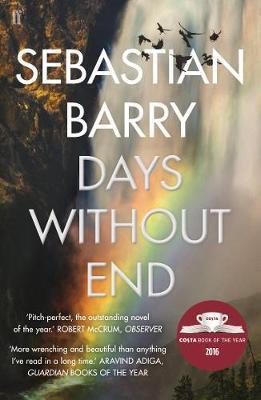 ff
SEBASTIAN
BARRY
DAYS
WITHOUT
END
‘Pitch-perfect, the outstanding novel
of the year.’ ROBERT McCRUM, OBSERVER
‘More wrenching and beautiful than anything
I’ve read in a long time.’ ARAVIND ADIGA,
GUARDIAN BOOKS OF THE YEAR
COSTA
COSTA BOOK OF THE YEAR
2016